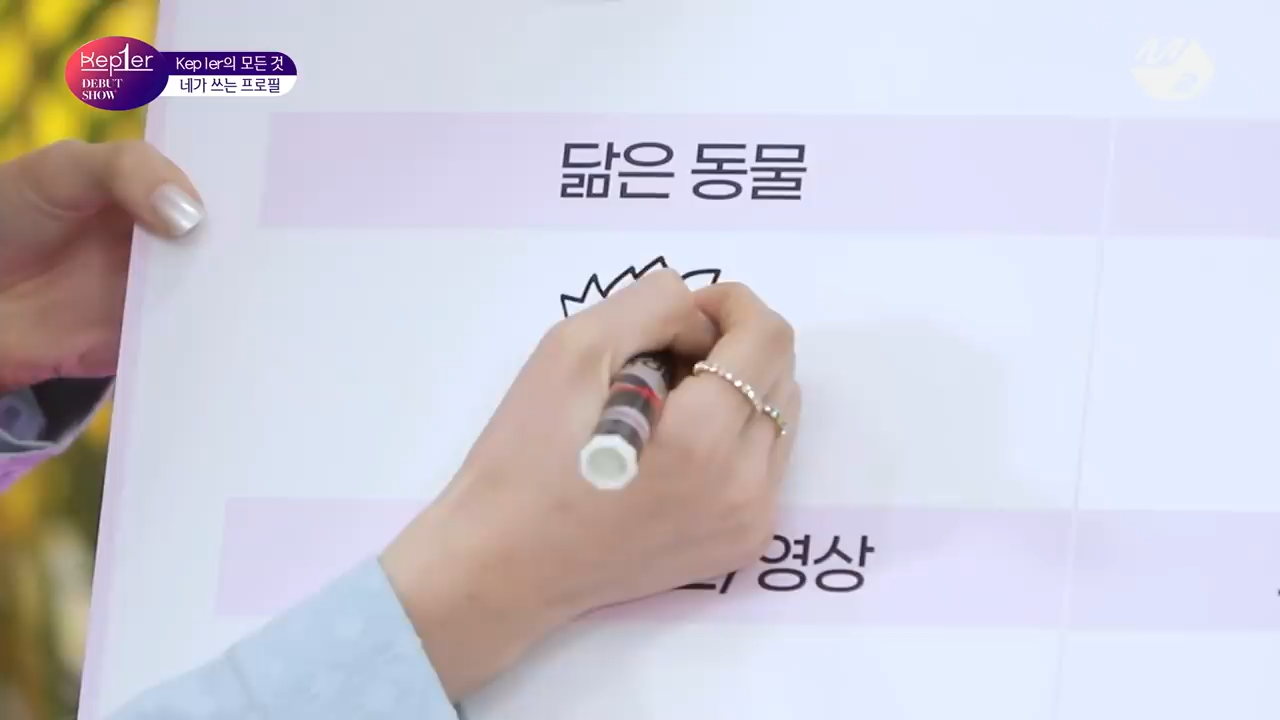 Kep1er
DEBUT
SHOW
Kep1er의 모든 것
네가 쓰는 프로필
닮은 동물
영상